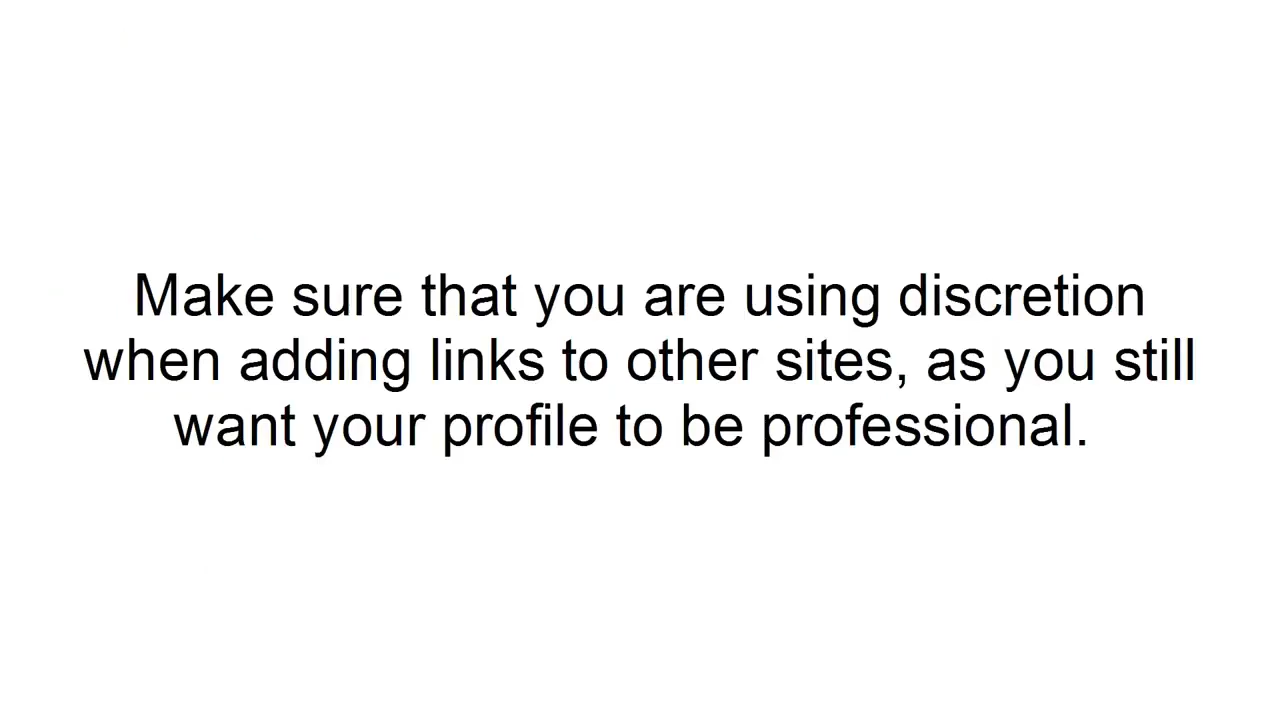 Make sure that you are using discretion
when adding links to other sites, as you still
want your profile to be professional.